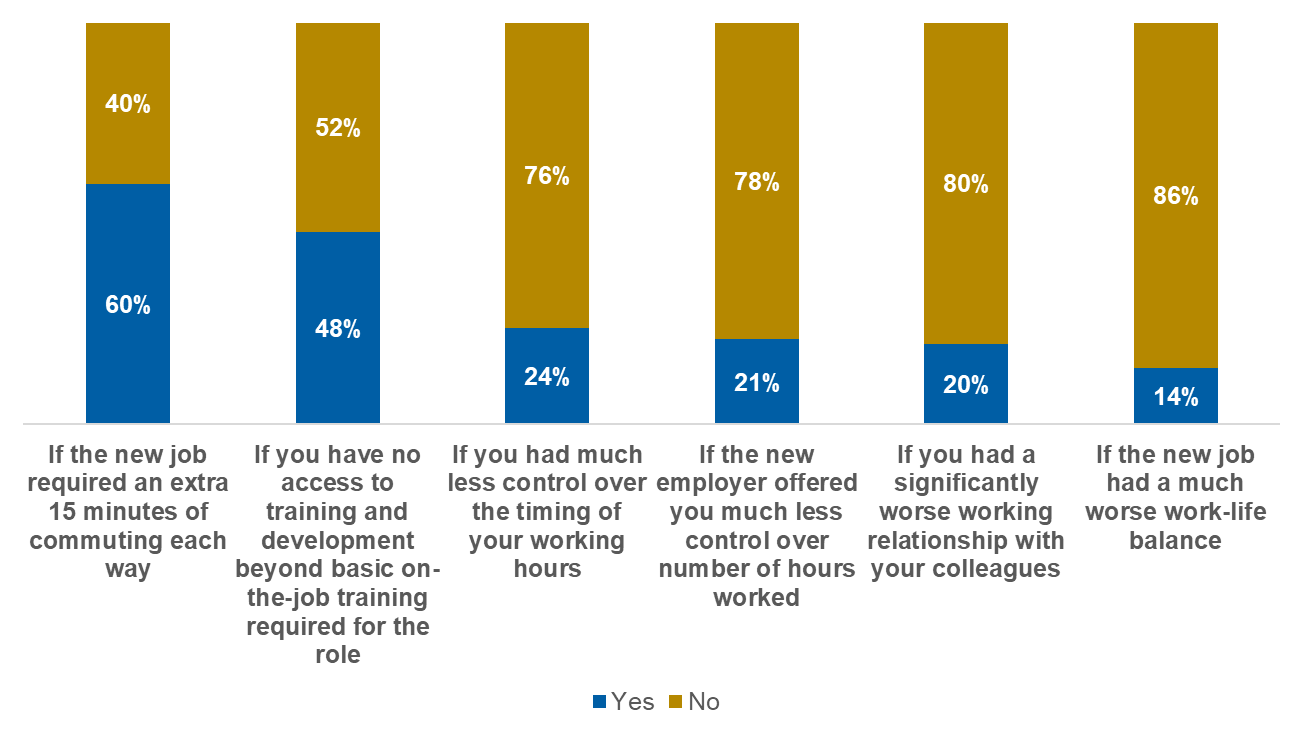 40%
52%
76%
78%
80%
86%
60%
48%
24%
21%
20%
14%
If the new job
required an extra
15 minutes of
commuting each
way
If you have no
access to
training and
development
beyond basic on-
the-job training
required for the
role
If you had much
less control over
the timing of
your working
hours
If the new
employer offered
you much less
control over
number of hours
worked
If you had a
significantly
worse working
relationship with
your colleagues
If the new job
had a much
worse work-life
balance
Yes
No